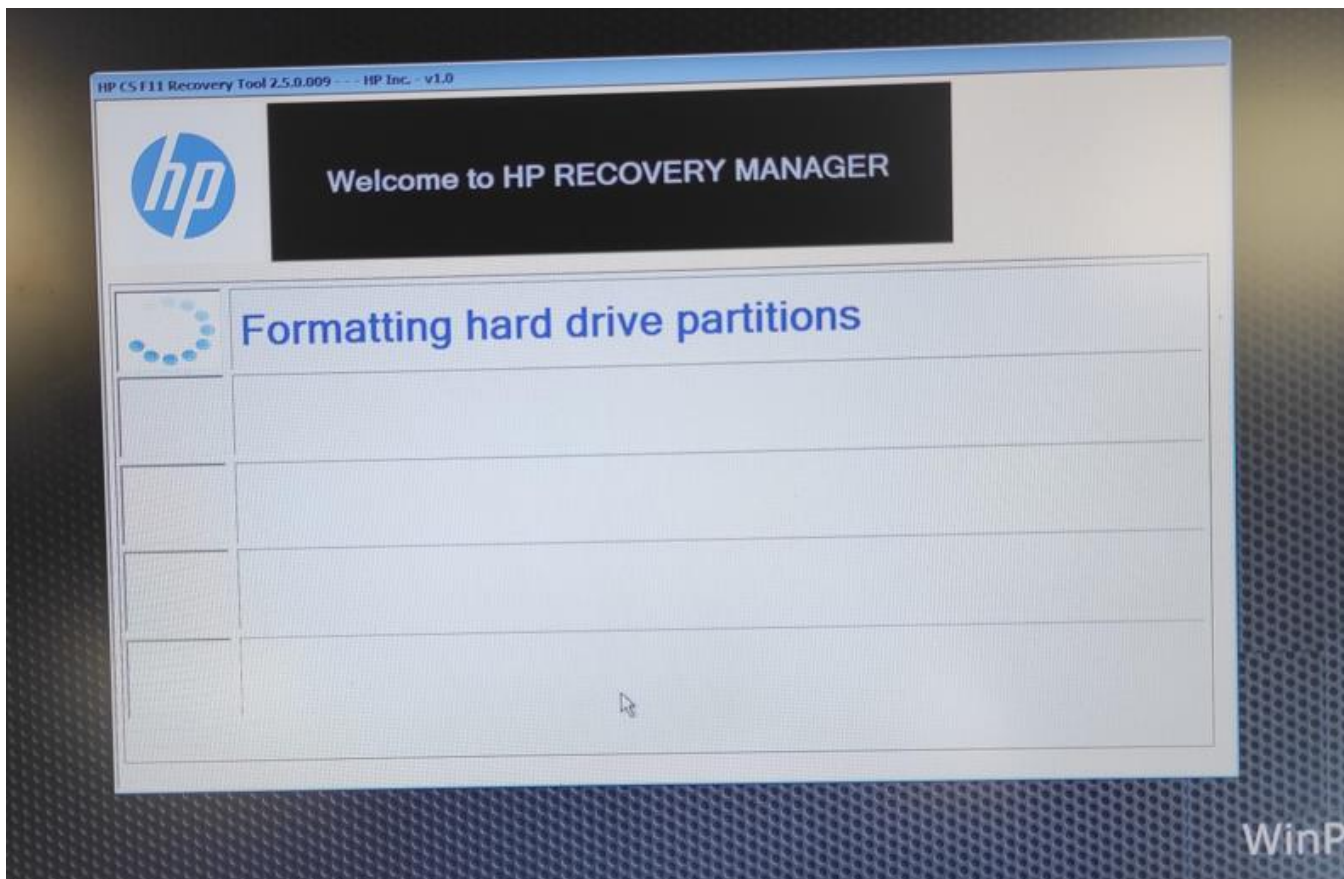 HP CS F11 Recovery Tool 2.5.0.009 - - - HP Inc. - v1.0
hp
Welcome to HP RECOVERY MANAGER
Formatting hard drive partitions
WinP